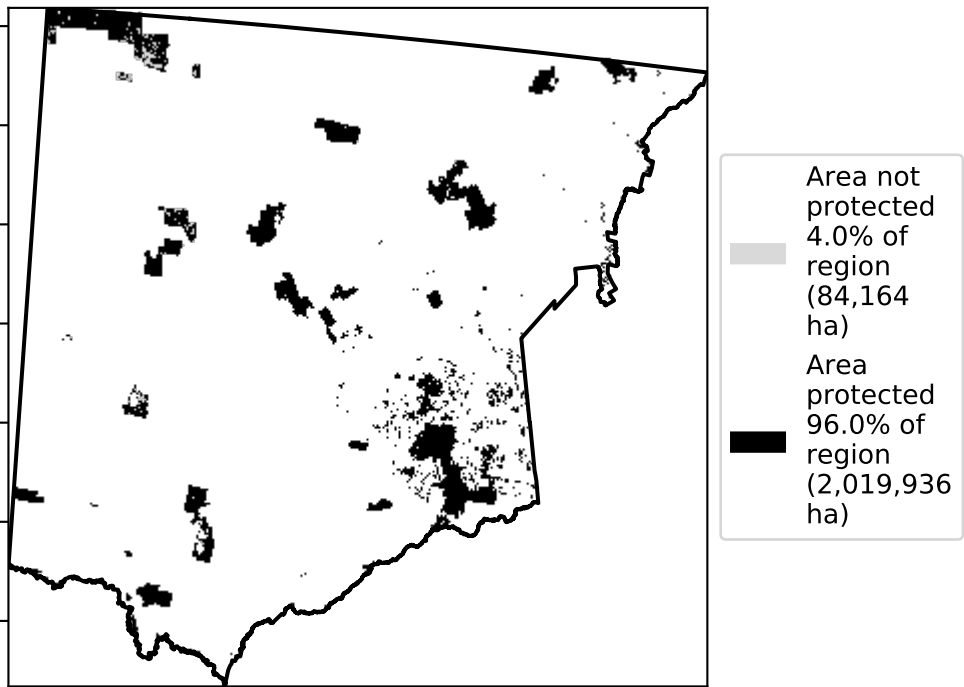 Area not
protected
4.0% of
region
(84,164
ha)
Area
protected
96.0% of
region
(2,019,936
ha)